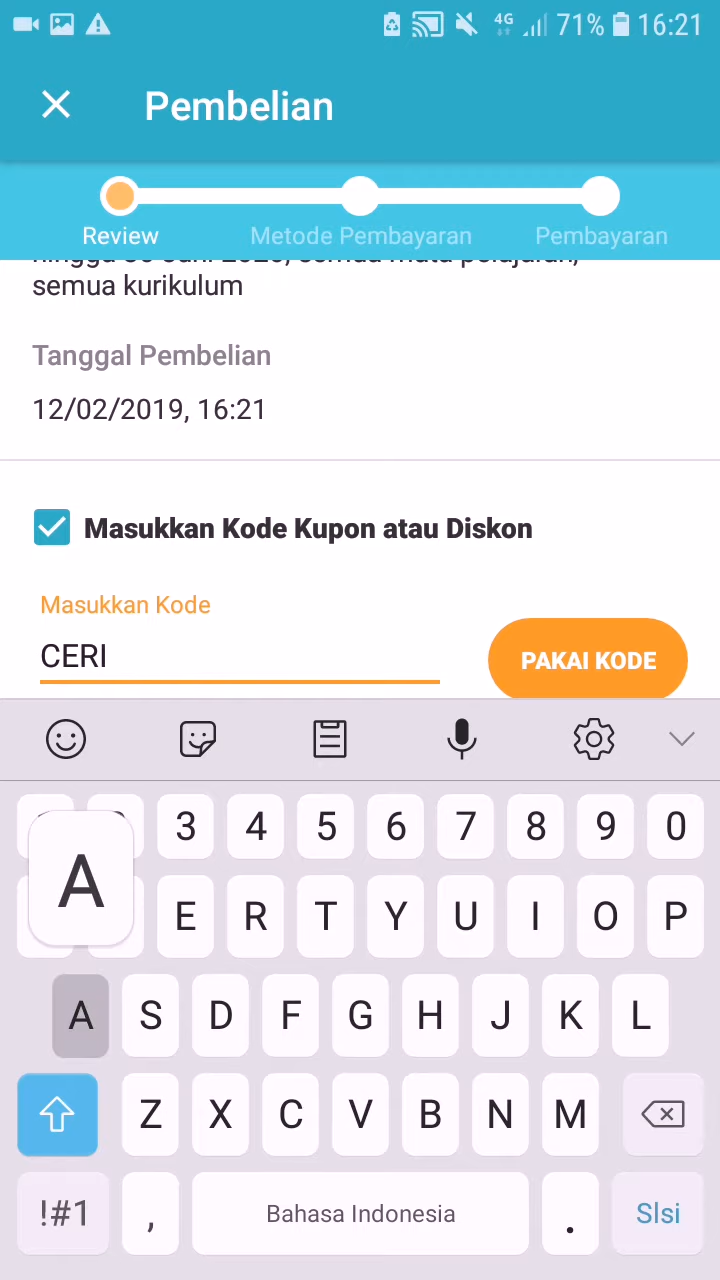 4G 71% 16:21
Pembelian
Review Metode Pembayaran Pembayaran
semua kurikulum
Tanggal Pembelian
12/02/2019, 16:21
Masukkan Kode Kupon atau Diskon
Masukkan Kode
CERI
PAKAI KODE
3 4 5 6 7 8 9 0
A
E R T Y U I O P
A S D F G H J K L
Z X C V B N M
!#1 , Bahasa Indonesia . Slsi